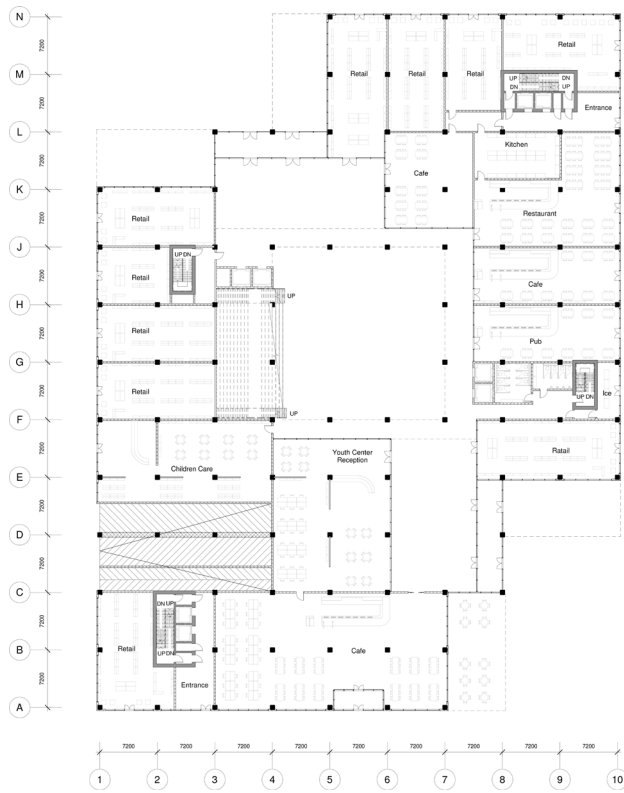 N
Retail
Retail
Retail
Retail
7200
M
UP
DN
DN
UP
7200
Entrance
L
Kitchen
7200
Cafe
K
Retail
Restaurant
7200
J
UP DN
Retail
Cafe
7200
H
UP
Retail
7200
Pub
G
Retail
UP DN
Ice
7200
UP
F
Youth Center
Reception
Ratail
7200
Children Care
E
7200
D
7200
C
DN UP
7200
Retail
Cafe
B
UP DN
7200
Entrance
A
7200 7200 7200 7200 7200 7200 7200 7200 7200
1 2 3 4 5 6 7 8 9 10